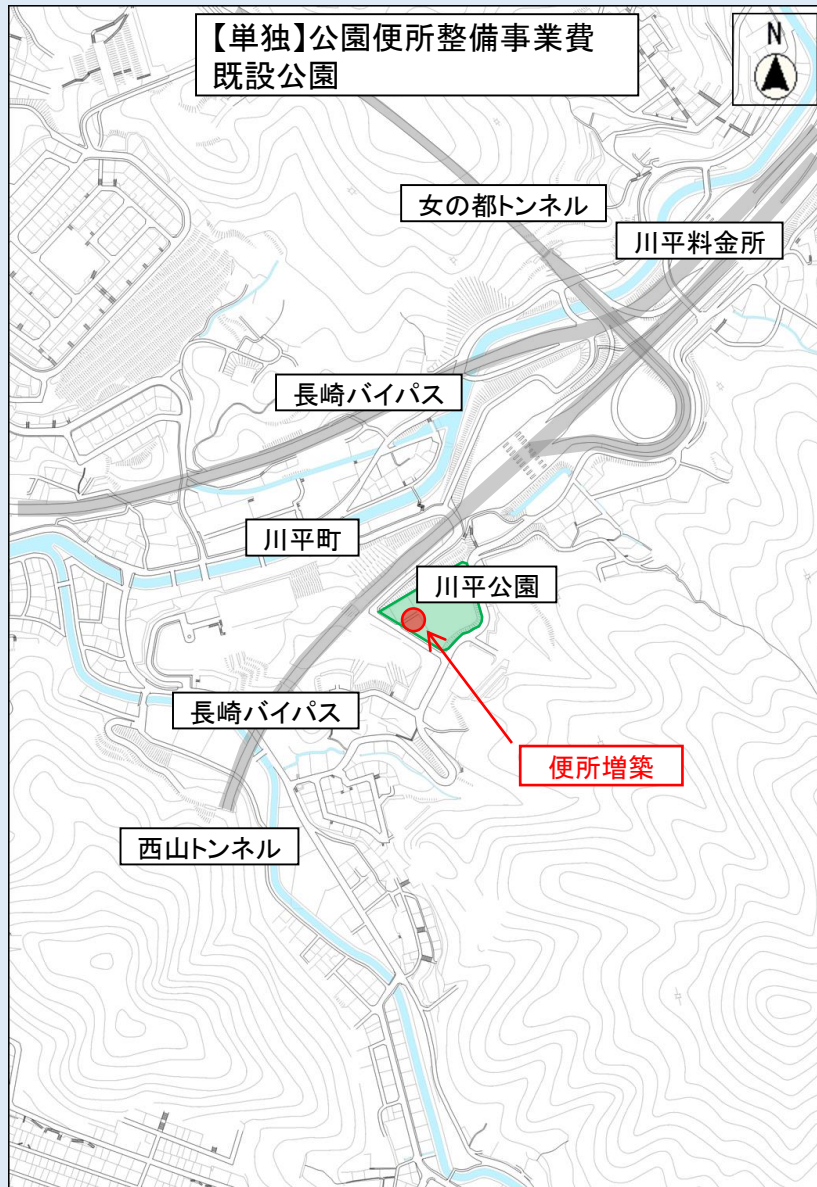 【単独】公園便所整備事業費
既設公園
N
女の都トンネル
川平料金所
長崎バイパス
川平町
川平公園
長崎バイパス
便所増築
西山トンネル